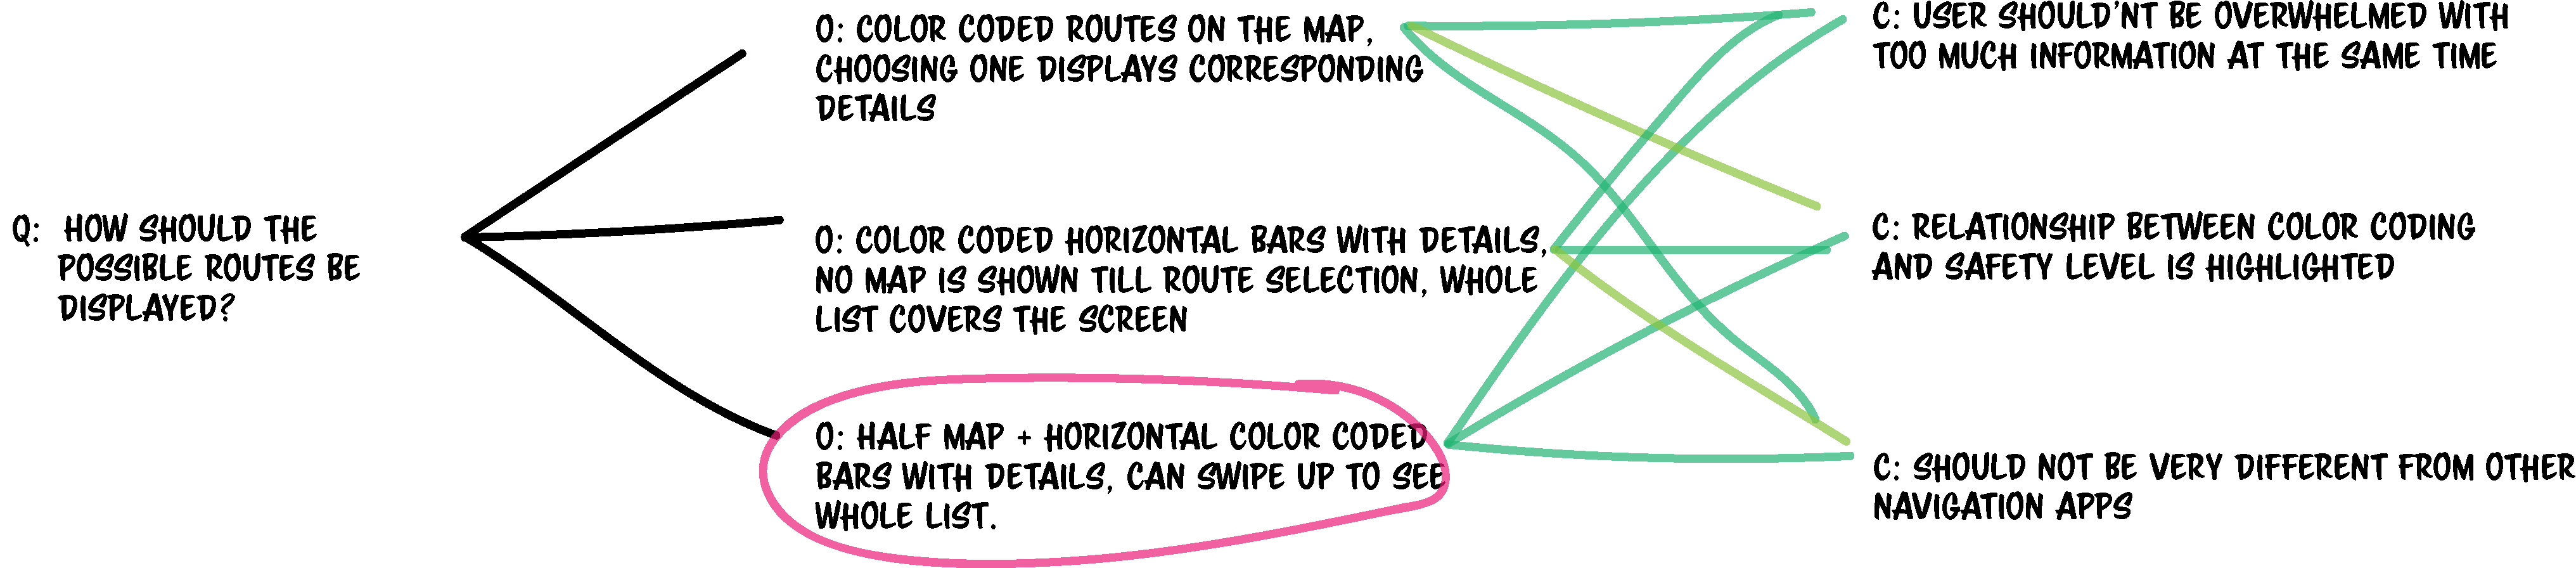 Q: HOW SHOULD THE
POSSIBLE ROUTES BE
DISPLAYED?
O: COLOR CODED ROUTES ON THE MAP,
CHOOSING ONE DISPLAYS CORRESPONDING
DETAILS
O: COLOR CODED HORIZONTAL BARS WITH DETAILS,
NO MAP IS SHOWN TILL ROUTE SELECTION, WHOLE
LIST COVERS THE SCREEN
O: HALF MAP + HORIZONTAL COLOR CODED
BARS WITH DETAILS, CAN SWIPE UP TO SEE
WHOLE LIST.
C: USER SHOULD'NT BE OVERWHELMED WITH
TOO MUCH INFORMATION AT THE SAME TIME
C: RELATIONSHIP BETWEEN COLOR CODING
AND SAFETY LEVEL IS HIGHLIGHTED
C: SHOULD NOT BE VERY DIFFERENT FROM OTHER
NAVIGATION APPS